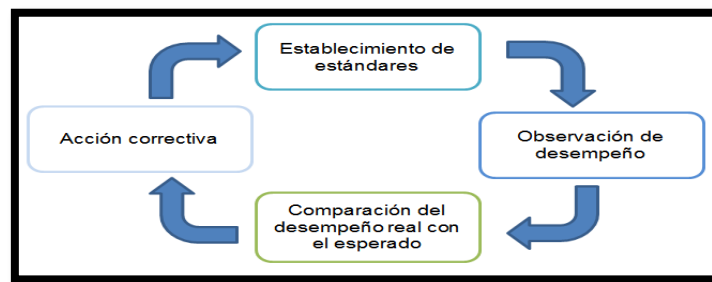 Establecimiento de
estándares
Observación de
desempeño
Comparación del
desempeño real con
el esperado
Acción correctiva